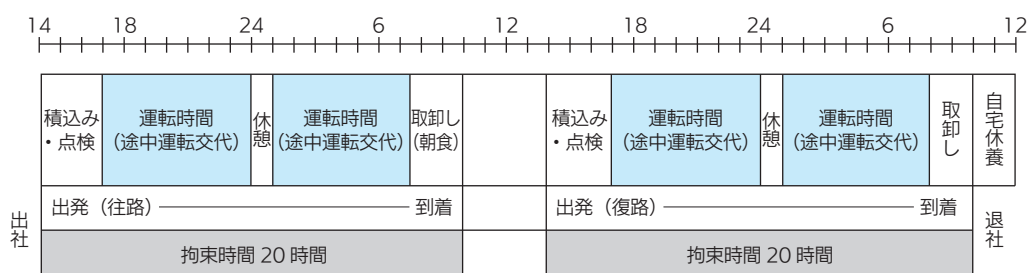 14 18 24 6 12 18 24 6 12
積込み
・点検
運転時間
(途中運転交代)
休憩
運転時間
(途中運転交代)
取卸し
(朝食)
積込み
・点検
運転時間
(途中運転交代)
休憩
運転時間
(途中運転交代)
取卸し
自宅休養
出社
出発（往路） 到着
出発（復路） 到着
退社
拘束時間 20 時間
拘束時間 20 時間